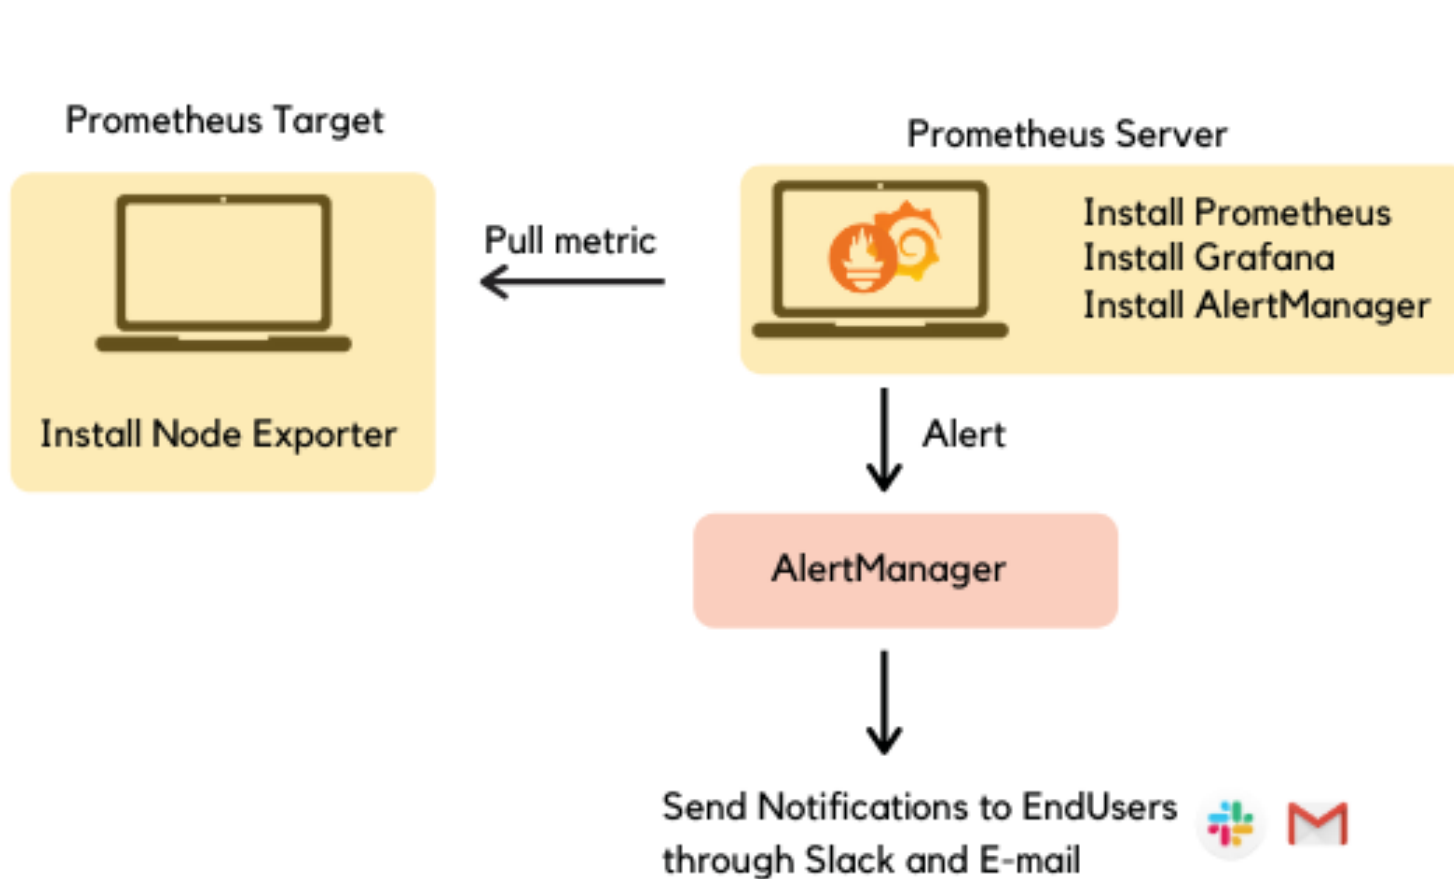 Prometheus Target
Install Node Exporter
Pull metric
Prometheus Server
Install Prometheus
Install Grafana
Install AlertManager
Alert
AlertManager
Send Notifications to EndUsers
through Slack and E-mail